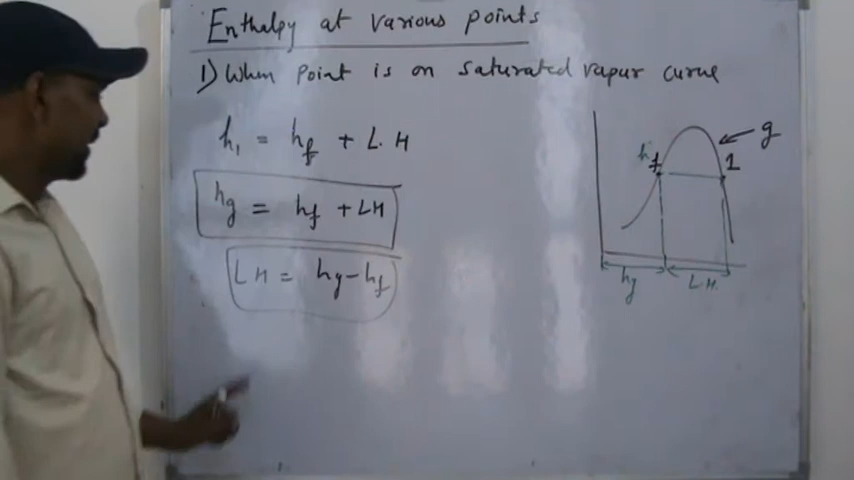 Enthalpy at various points
1) When point is on saturated vapur curve
h1 = hf + L.H
hg = hf + LH
LH = hg - hf
g
h
f
1
hg
L.H.